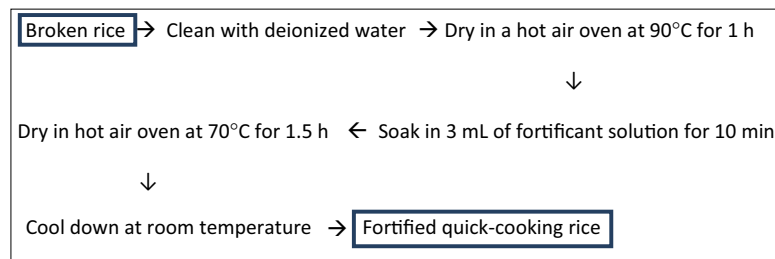 Broken rice → Clean with deionized water → Dry in a hot air oven at 90°C for 1 h
↓
Dry in hot air oven at 70°C for 1.5 h ← Soak in 3 mL of fortificant solution for 10 min
↓
Cool down at room temperature → Fortified quick-cooking rice